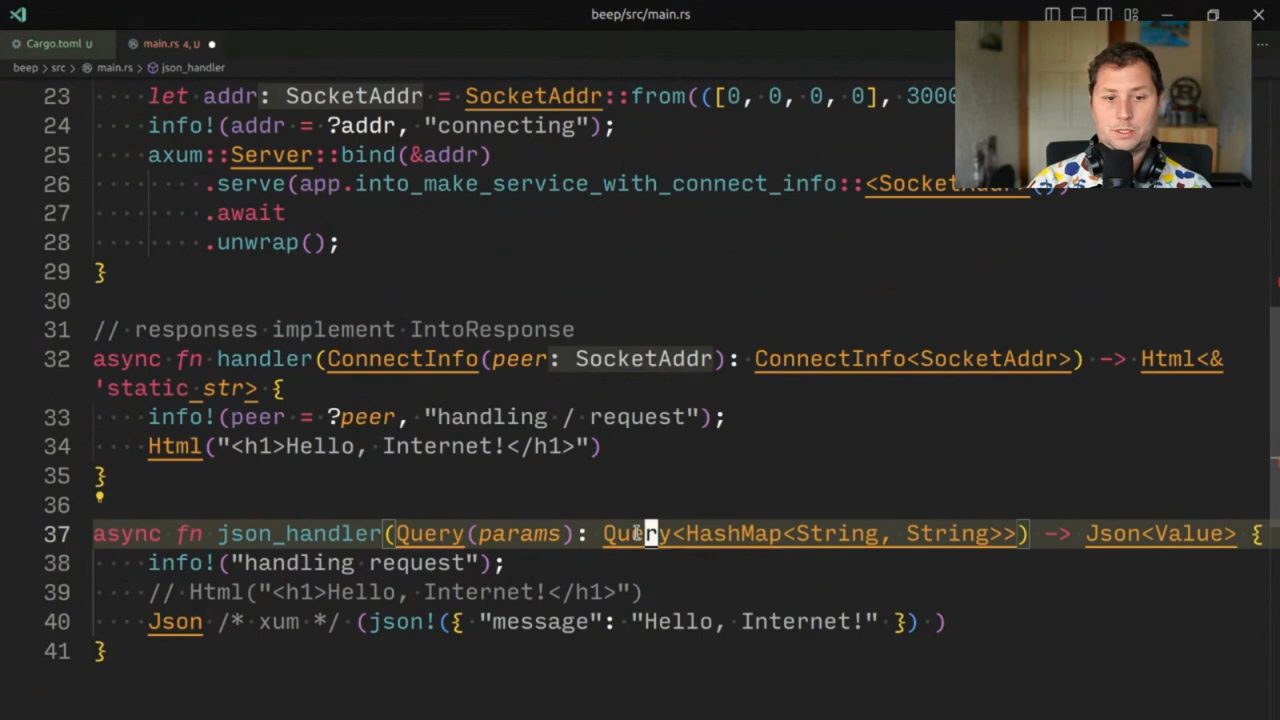 beep/src/main.rs
Cargo.toml U
main.rs 4, U
beep > src > main.rs > json_handler
23 let addr: SocketAddr = SocketAddr::from(([0, 0, 0, 0], 3000
24 info!(addr = ?addr, "connecting");
25 axum::Server::bind(&addr)
26 .serve(app.into_make_service_with_connect_info::<SocketAddr>())
27 .await
28 .unwrap();
29 }
30
31 // responses implement IntoResponse
32 async fn handler(ConnectInfo(peer: SocketAddr): ConnectInfo<SocketAddr>) -> Html<&
'static str> {
33 info!(peer = ?peer, "handling / request");
34 Html("<h1>Hello, Internet!</h1>")
35 }
36
37 async fn json_handler(Query(params): Query<HashMap<String, String>>) -> Json<Value> {
38 info!("handling request");
39 // Html("<h1>Hello, Internet!</h1>")
40 Json /* xum */ (json!({ "message": "Hello, Internet!" }) )
41 }